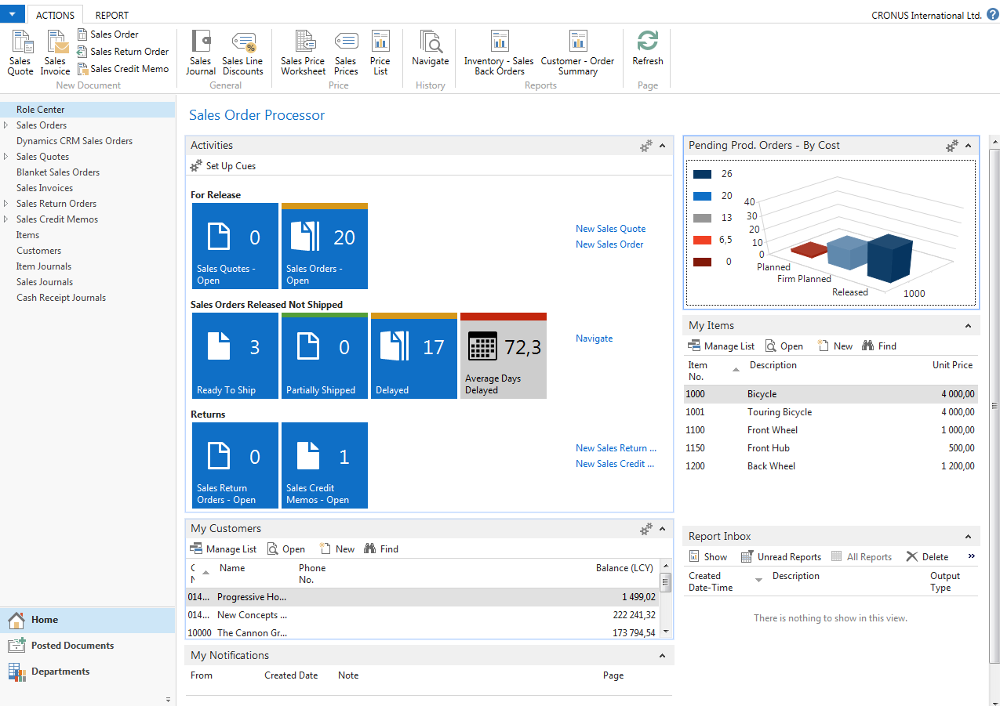 ACTIONS
REPORT
CRONUS International Ltd.
Sales Quote
Sales Invoice
Sales Order
Sales Return Order
Sales Credit Memo
New Document
Sales Journal
Sales Line Discounts
General
Sales Price Worksheet
Sales Prices
Price List
Price
Navigate
History
Inventory - Sales Back Orders
Customer - Order Summary
Reports
Refresh
Page
Role Center
Sales Orders
Dynamics CRM Sales Orders
Sales Quotes
Blanket Sales Orders
Sales Invoices
Sales Return Orders
Sales Credit Memos
Items
Customers
Item Journals
Sales Journals
Cash Receipt Journals
Home
Posted Documents
Departments
Sales Order Processor
Activities
Set Up Cues
For Release
0
Sales Quotes - Open
20
Sales Orders - Open
New Sales Quote
New Sales Order
Sales Orders Released Not Shipped
3
Ready To Ship
0
Partially Shipped
17
Delayed
72,3
Average Days Delayed
Navigate
Returns
0
Sales Return Orders - Open
1
Sales Credit Memos - Open
New Sales Return ...
New Sales Credit ...
My Customers
Manage List
Open
New
Find
Name
Phone No.
Balance (LCY)
014... Progressive Ho... 1 499,02
014... New Concepts ... 222 241,32
10000 The Cannon Gr... 173 794,54
My Notifications
From
Created Date
Note
Page
Pending Prod. Orders - By Cost
26
20
13
6,5
0
40
30
20
10
0
Planned
Firm Planned
Released
1000
My Items
Manage List
Open
New
Find
Item No.
Description
Unit Price
1000 Bicycle 4 000,00
1001 Touring Bicycle 4 000,00
1100 Front Wheel 1 000,00
1150 Front Hub 500,00
1200 Back Wheel 1 200,00
Report Inbox
Show
Unread Reports
All Reports
Delete
Created Date-Time
Description
Output Type
There is nothing to show in this view.